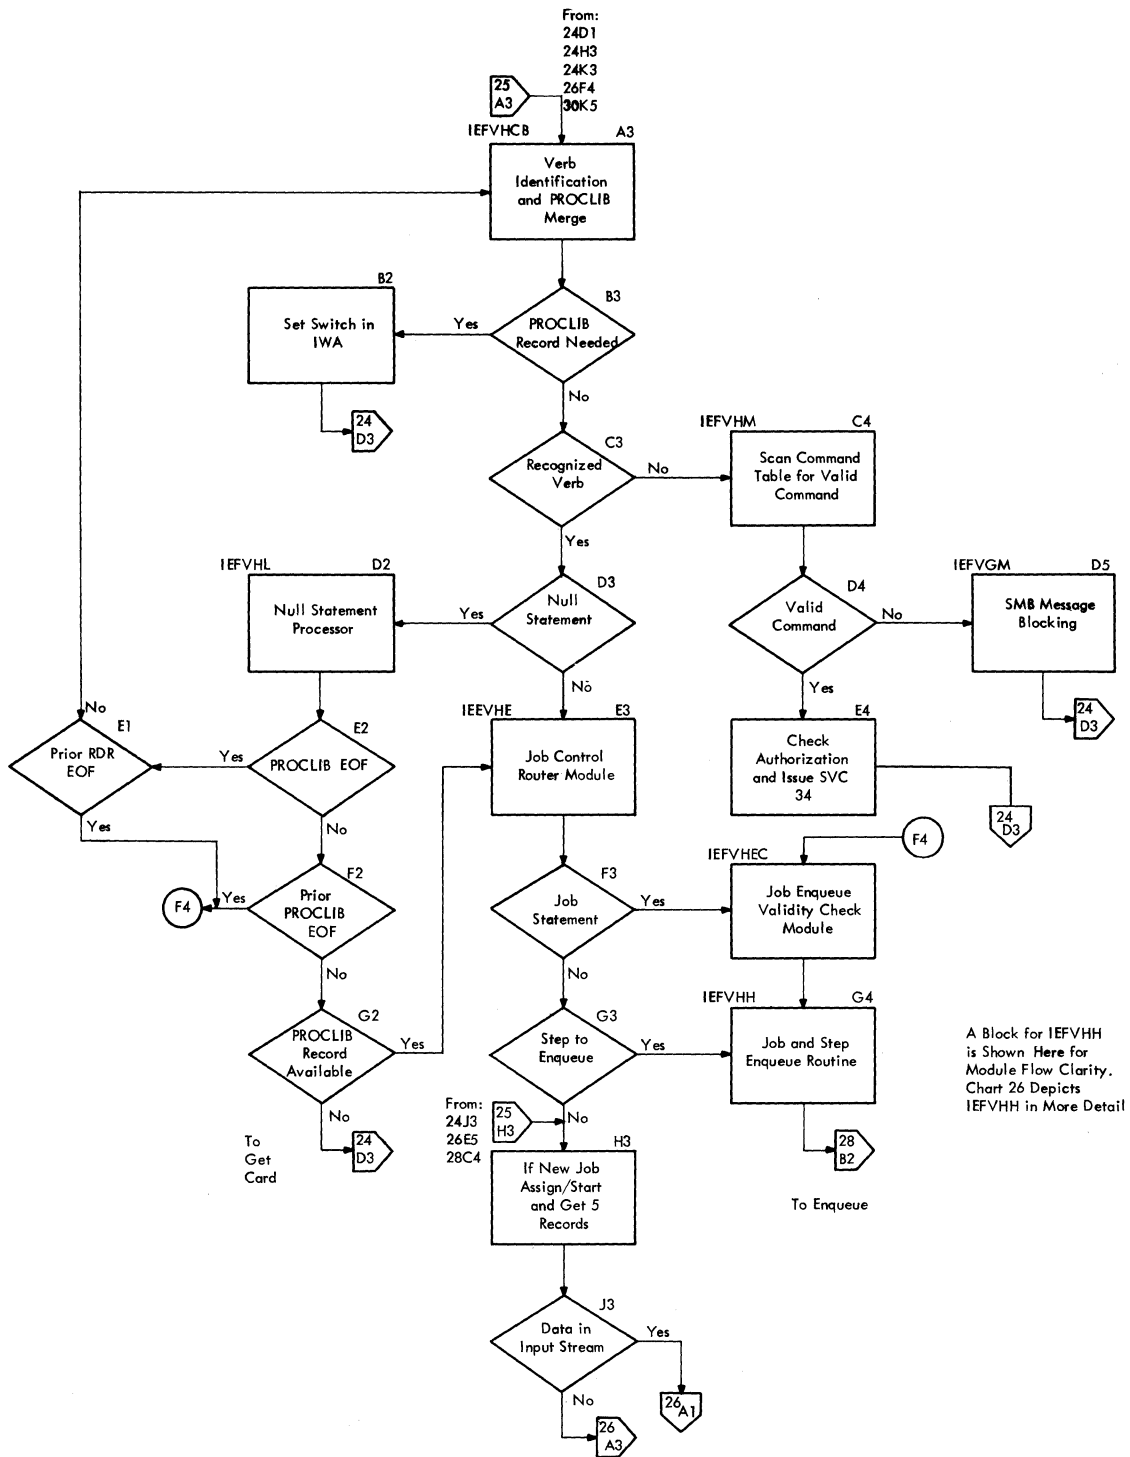 From:
24D1
24H3
24K3
26F4
30K5
25
A3
IEFVHCB
A3
Verb
Identification
and PROCLIB
Merge
B2
Set Switch in
IWA
B3
PROCLIB
Record Needed
Yes
No
24
D3
C3
Recognized
Verb
No
Yes
IEFVHM
C4
Scan Command
Table for Valid
Command
IEFVHL
D2
Null Statement
Processor
D3
Null
Statement
Yes
No
D4
Valid
Command
No
Yes
IEFVGM
D5
SMB Message
Blocking
24
D3
No
E1
Prior RDR
EOF
Yes
E2
PROCLIB EOF
Yes
No
IEEVHE
E3
Job Control
Router Module
E4
Check
Authorization
and Issue SVC
34
24
D3
F4
F2
Prior
PROCLIB
EOF
Yes
No
F3
Job
Statement
Yes
No
F4
IEFVHEC
Job Enqueue
Validity Check
Module
G2
PROCLIB
Record
Available
Yes
No
G3
Step to
Enqueue
Yes
No
IEFVHH
G4
Job and Step
Enqueue Routine
A Block for IEFVHH
is Shown Here for
Module Flow Clarity.
Chart 26 Depicts
IEFVHH in More Detail
To
Get
Card
24
D3
From:
24J3
26E5
28C4
25
H3
28
B2
To Enqueue
H3
If New Job
Assign/Start
and Get 5
Records
J3
Data in
Input Stream
Yes
No
26
A1
26
A3